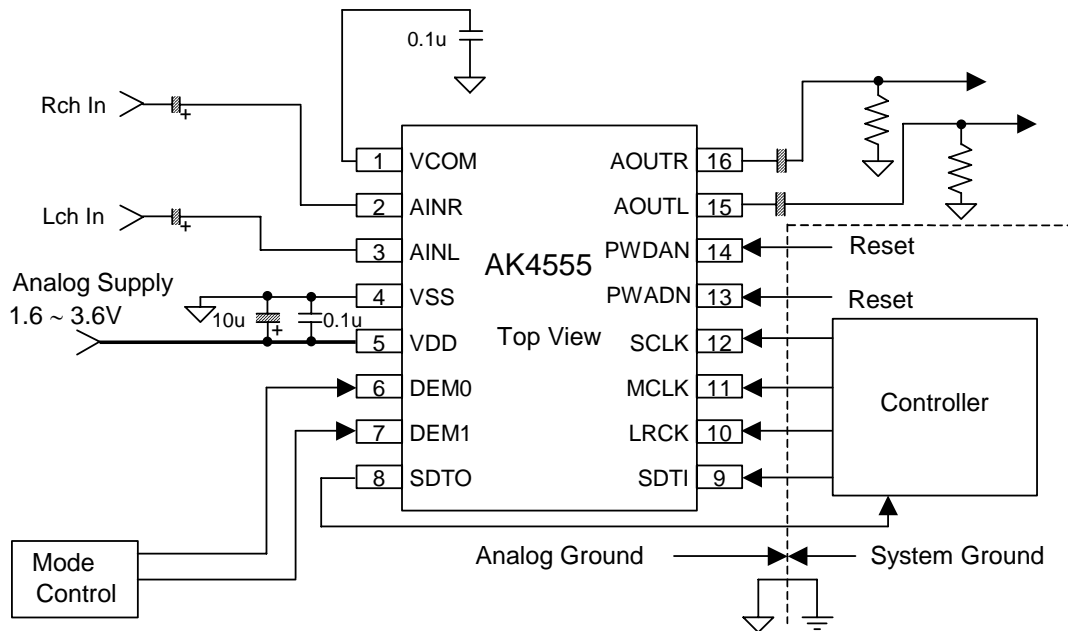 0.1u
Rch In
+
Lch In
+
Analog Supply
1.6 ~ 3.6V
10u
+
0.1u
1 VCOM
2 AINR
3 AINL
4 VSS
5 VDD
6 DEM0
7 DEM1
8 SDTO
AK4555
Top View
AOUTR 16
AOUTL 15
PWDAN 14
PWADN 13
SCLK 12
MCLK 11
LRCK 10
SDTI 9
Reset
Reset
Controller
Mode
Control
Analog Ground
System Ground